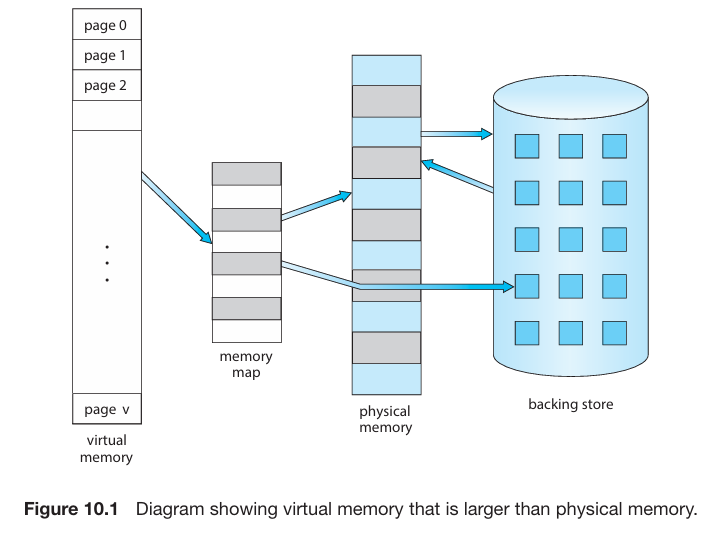 page 0
page 1
page 2
page v
virtual
memory
memory
map
physical
memory
backing store
Figure 10.1 Diagram showing virtual memory that is larger than physical memory.